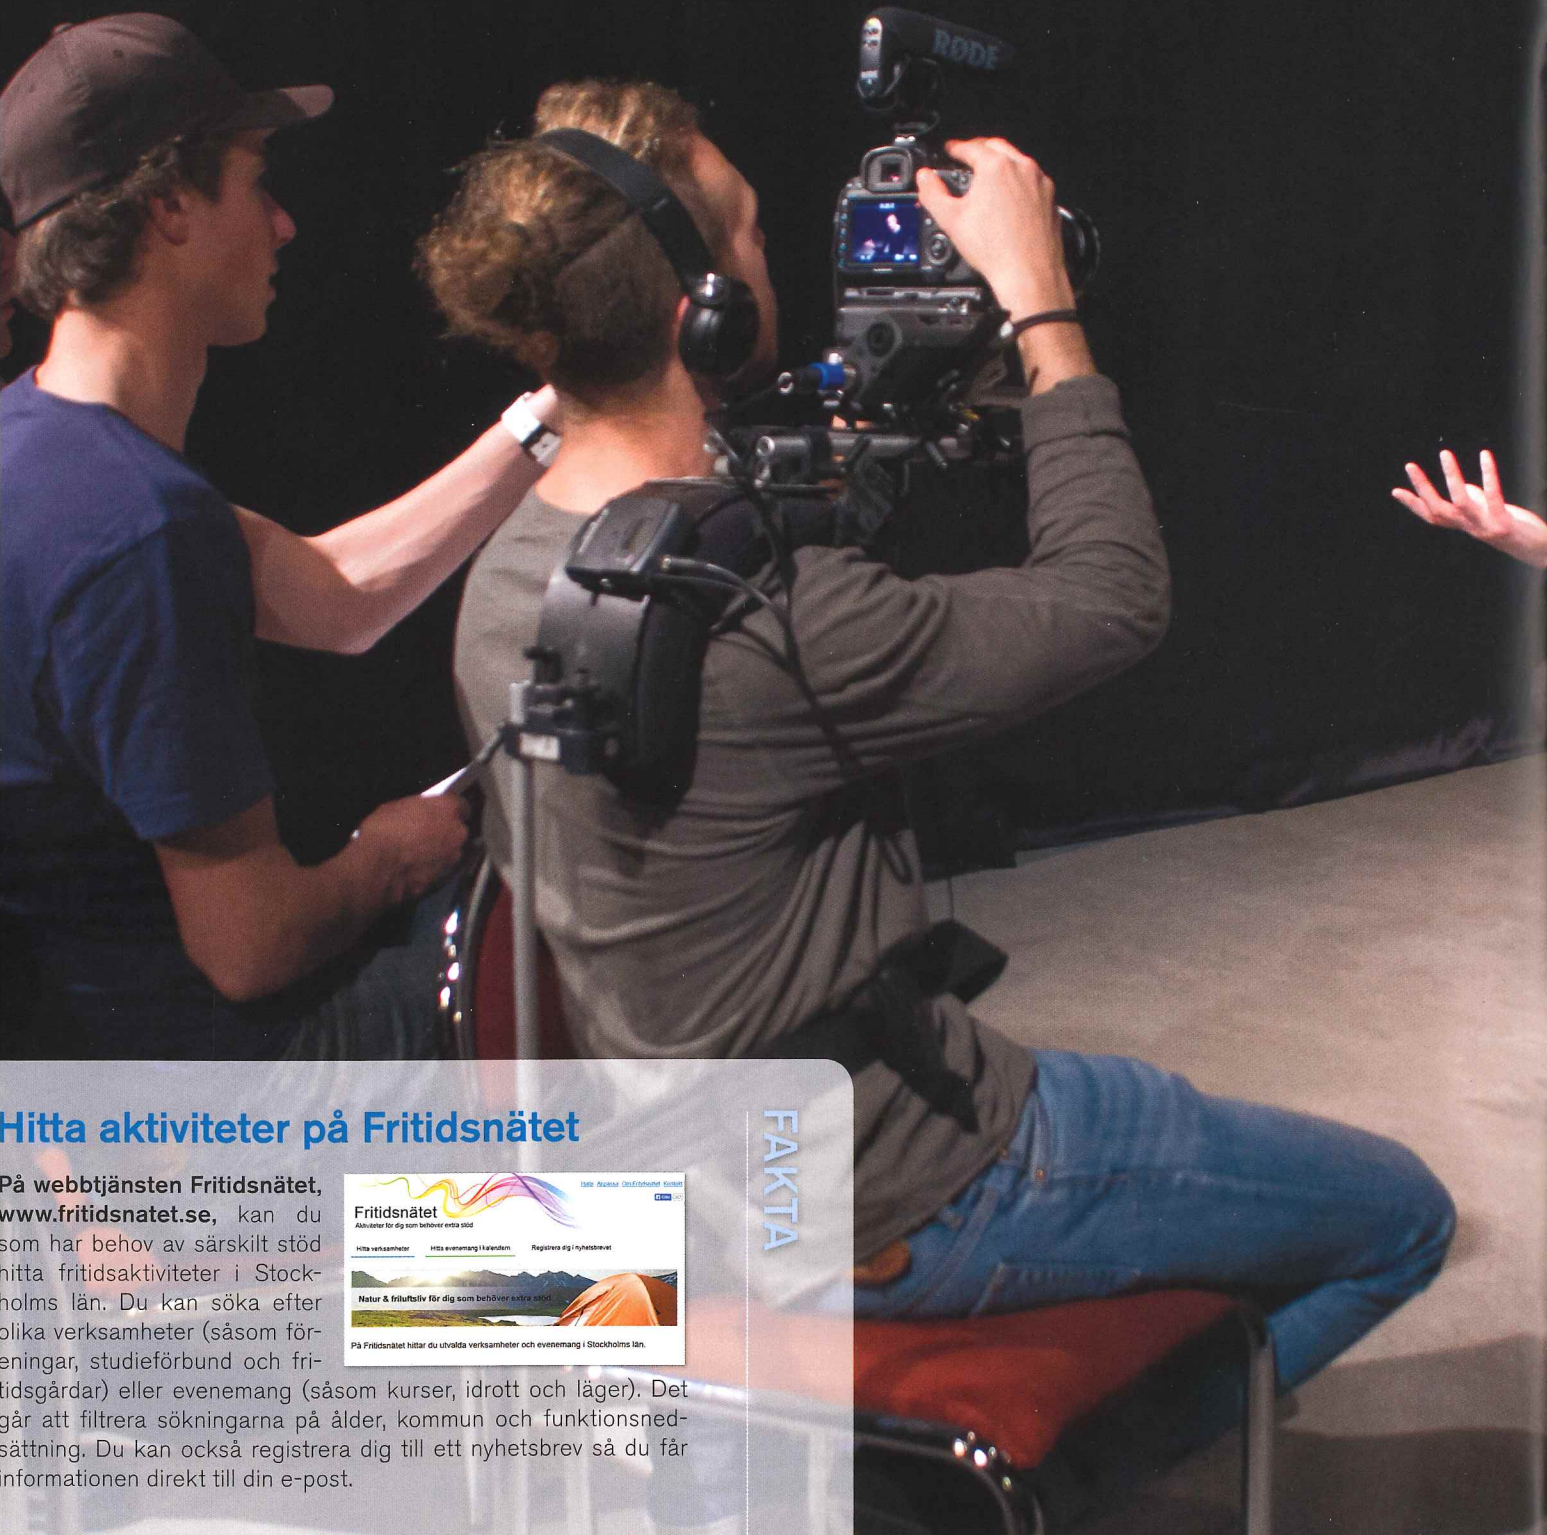 RØDE
Hitta aktiviteter på Fritidsnätet
På webbtjänsten Fritidsnätet,
www.fritidsnatet.se, kan du
som har behov av särskilt stöd
hitta fritidsaktiviteter i Stock-
holms län. Du kan söka efter
olika verksamheter (såsom för-
eningar, studieförbund och fri-
tidsgårdar) eller evenemang (såsom kurser, idrott och läger). Det
går att filtrera sökningarna på ålder, kommun och funktionsned-
sättning. Du kan också registrera dig till ett nyhetsbrev så du får
informationen direkt till din e-post.
Anpassa Om Fritidsnätet Kontakt
Fritidsnätet
Aktiviteter för dig som behöver extra stöd
Hitta verksamheter Hitta evenemang i kalendern Registrera dig i nyhetsbrevet
Natur & friluftsliv för dig som behöver extra stöd
På Fritidsnätet hittar du utvalda verksamheter och evenemang i Stockholms län.
FAKTA